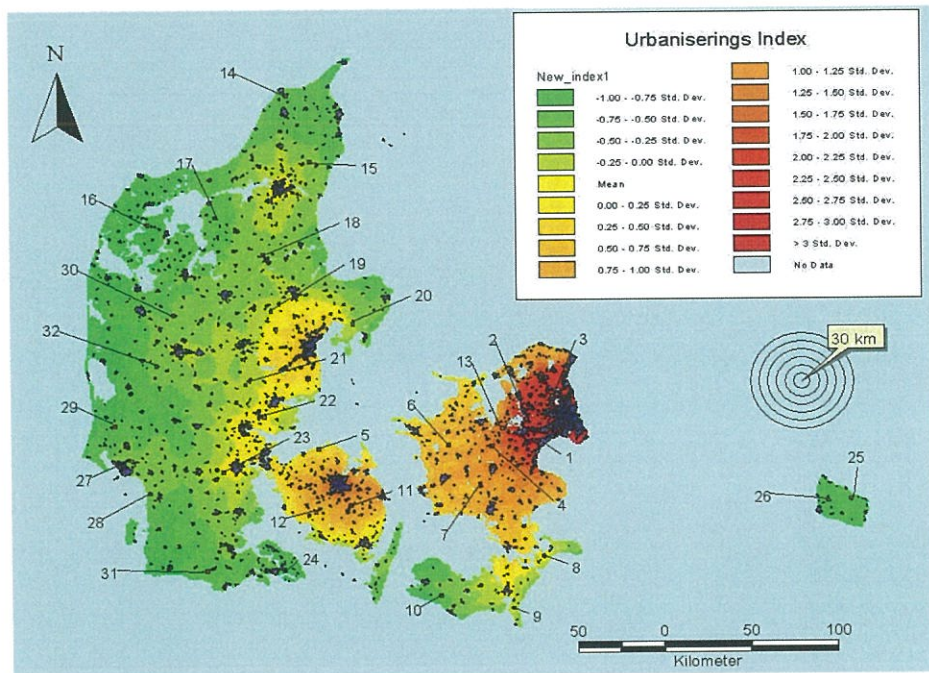 Urbaniserings Index
New_index1
-1.00 - -0.75 Std. Dev.
-0.75 - -0.50 Std. Dev.
-0.50 - -0.25 Std. Dev.
-0.25 - 0.00 Std. Dev.
Mean
0.00 - 0.25 Std. Dev.
0.25 - 0.50 Std. Dev.
0.50 - 0.75 Std. Dev.
0.75 - 1.00 Std. Dev.
1.00 - 1.25 Std. Dev.
1.25 - 1.50 Std. Dev.
1.50 - 1.75 Std. Dev.
1.75 - 2.00 Std. Dev.
2.00 - 2.25 Std. Dev.
2.25 - 2.50 Std. Dev.
2.50 - 2.75 Std. Dev.
2.75 - 3.00 Std. Dev.
> 3 Std. Dev.
No Data
N
14
17
15
16
18
30
19
20
32
2
3
30 km
13
21
6
22
29
5
23
1
27
25
26
11
28
12
4
7
24
8
31
10
9
50 0 50 100
Kilometer